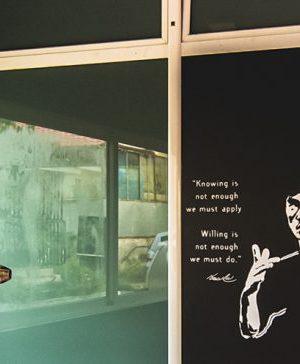 "Knowing is
not enough
we must apply
Willing is
not enough
we must do."